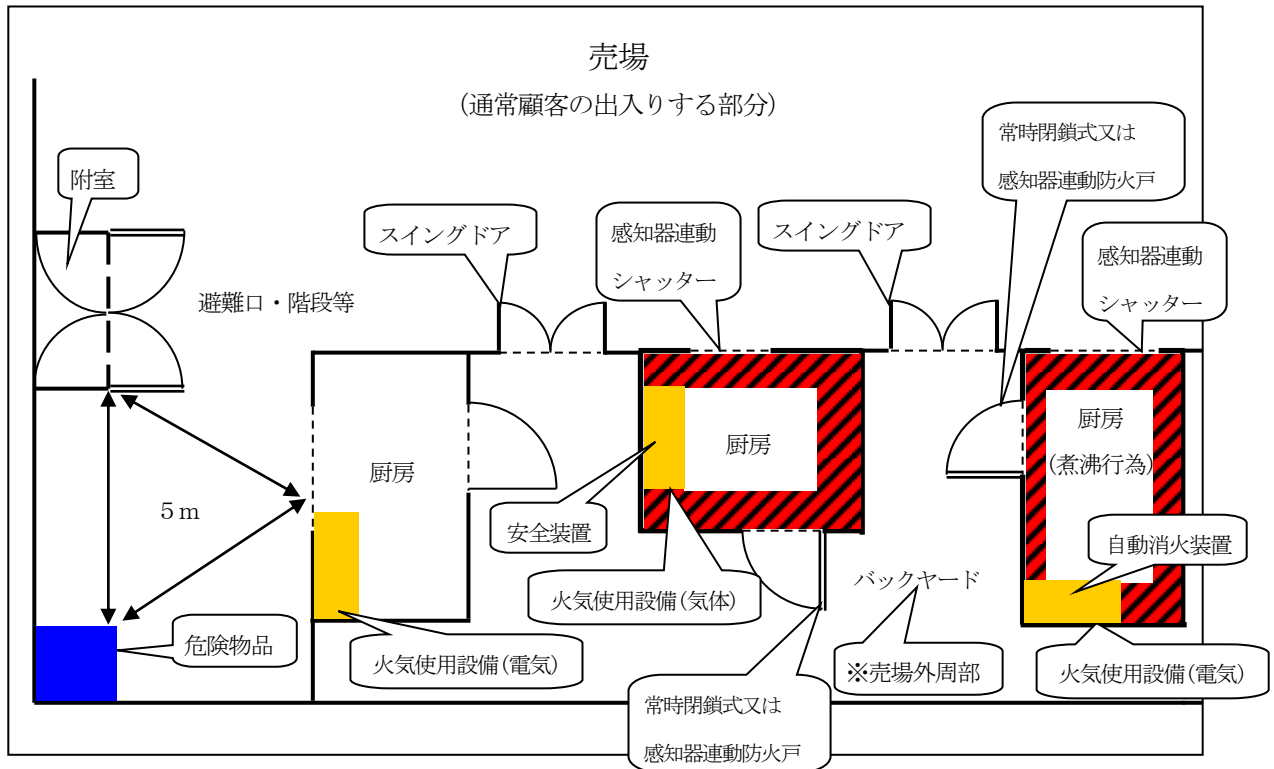 売場
(通常顧客の出入りする部分)
常時閉鎖式又は
感知器連動防火戸
附室
スイングドア
感知器連動
シャッター
スイングドア
感知器連動
シャッター
避難口・階段等
厨房
厨房
厨房
(煮沸行為)
5m
安全装置
自動消火装置
火気使用設備(気体)
バックヤード
危険物品
火気使用設備(電気)
※売場外周部
火気使用設備(電気)
常時閉鎖式又は
感知器連動防火戸